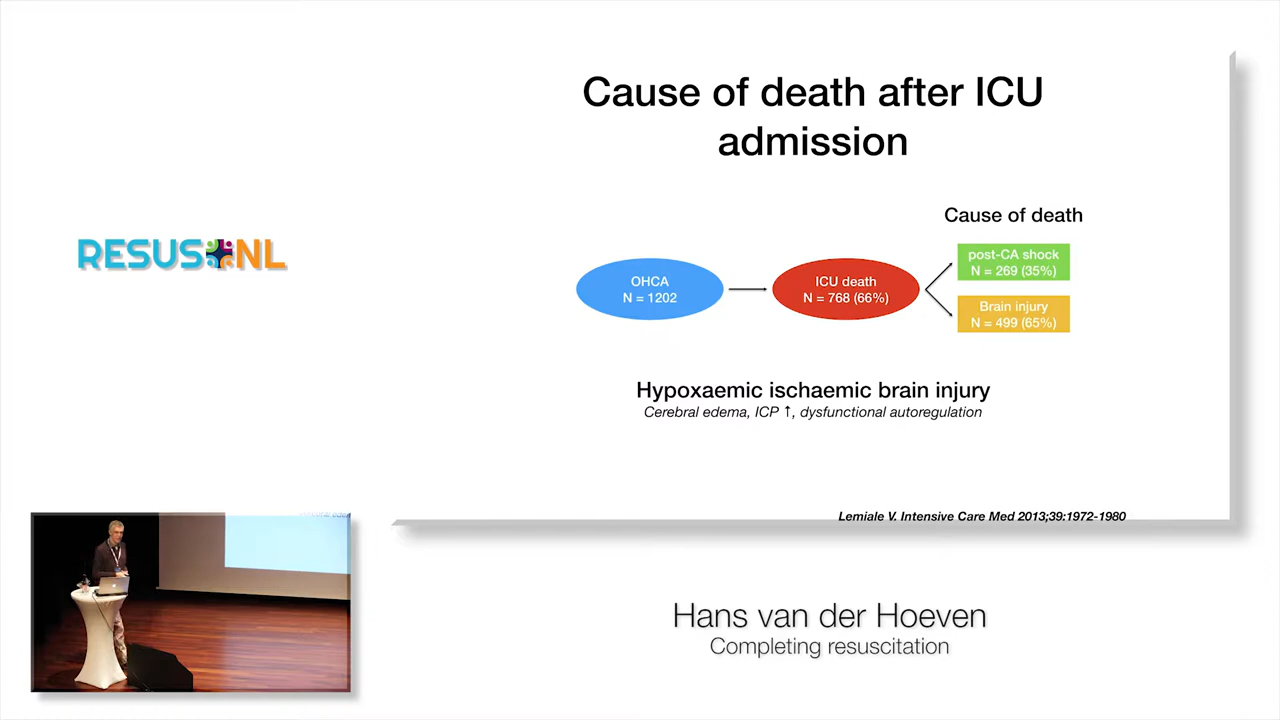 Cause of death after ICU
admission
Cause of death
RESUS NL
OHCA
N = 1202
ICU death
N = 768 (66%)
post-CA shock
N = 269 (35%)
Brain injury
N = 499 (65%)
Hypoxaemic ischaemic brain injury
Cerebral edema, ICP ↑, dysfunctional autoregulation
Lemiale V. Intensive Care Med 2013;39:1972-1980
Hans van der Hoeven
Completing resuscitation